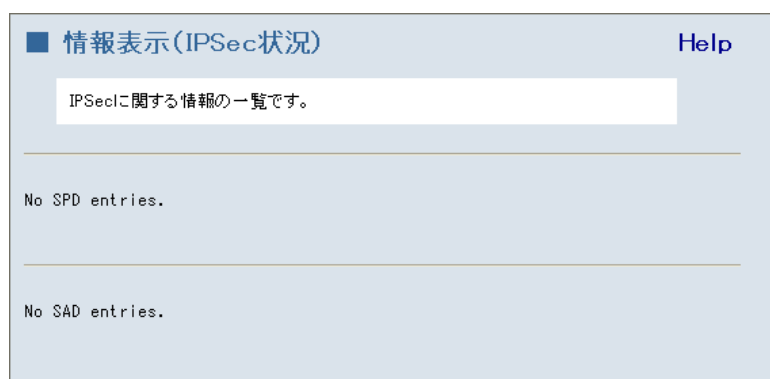 ■ 情報表示(IPSec状況) Help
IPSecに関する情報の一覧です。
No SPD entries.
No SAD entries.